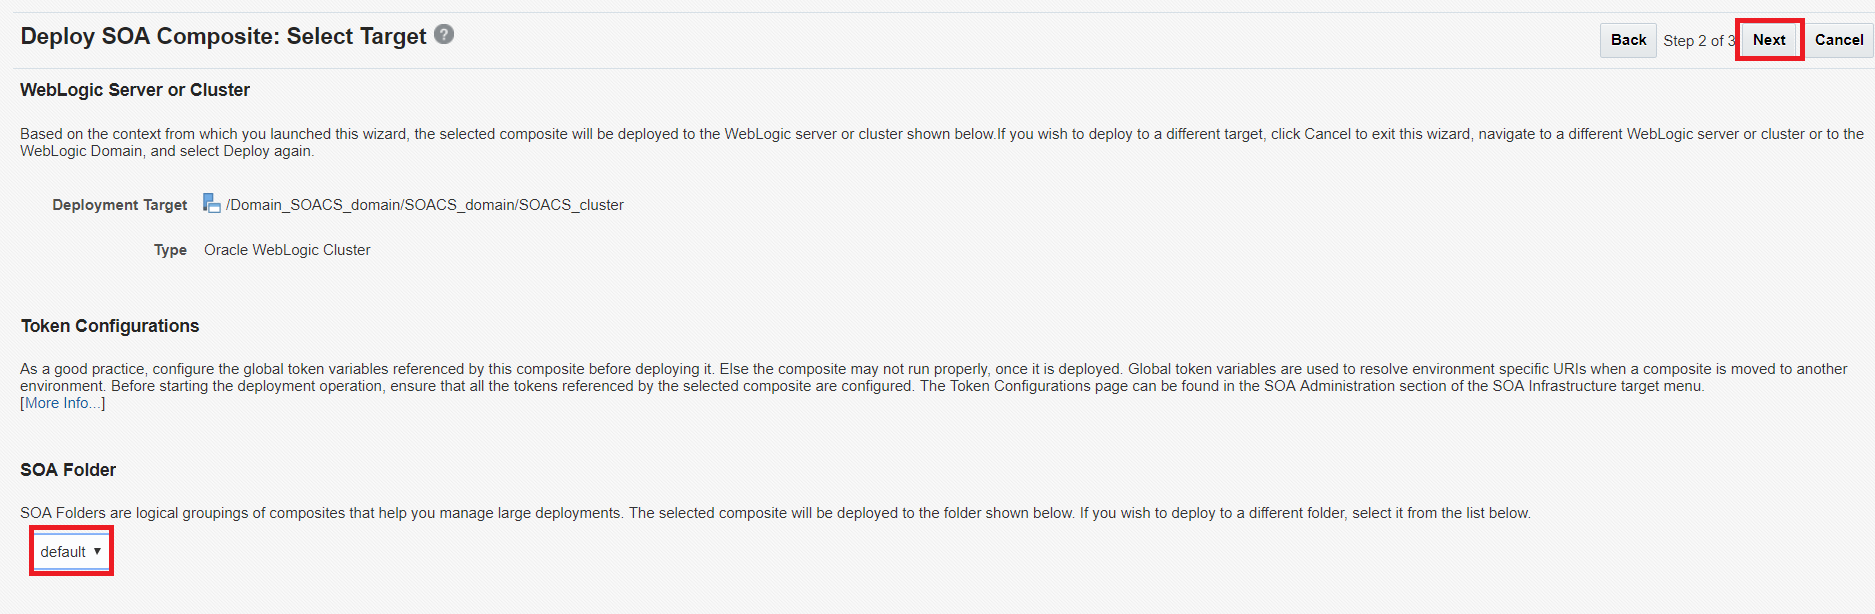 Deploy SOA Composite: Select Target ?
Back Step 2 of 3 Next Cancel
WebLogic Server or Cluster
Based on the context from which you launched this wizard, the selected composite will be deployed to the WebLogic server or cluster shown below.If you wish to deploy to a different target, click Cancel to exit this wizard, navigate to a different WebLogic server or cluster or to the
WebLogic Domain, and select Deploy again.
Deployment Target /Domain_SOACS_domain/SOACS_domain/SOACS_cluster
Type Oracle WebLogic Cluster
Token Configurations
As a good practice, configure the global token variables referenced by this composite before deploying it. Else the composite may not run properly, once it is deployed. Global token variables are used to resolve environment specific URIs when a composite is moved to another
environment. Before starting the deployment operation, ensure that all the tokens referenced by the selected composite are configured. The Token Configurations page can be found in the SOA Administration section of the SOA Infrastructure target menu.
[More Info...]
SOA Folder
SOA Folders are logical groupings of composites that help you manage large deployments. The selected composite will be deployed to the folder shown below. If you wish to deploy to a different folder, select it from the list below.
default